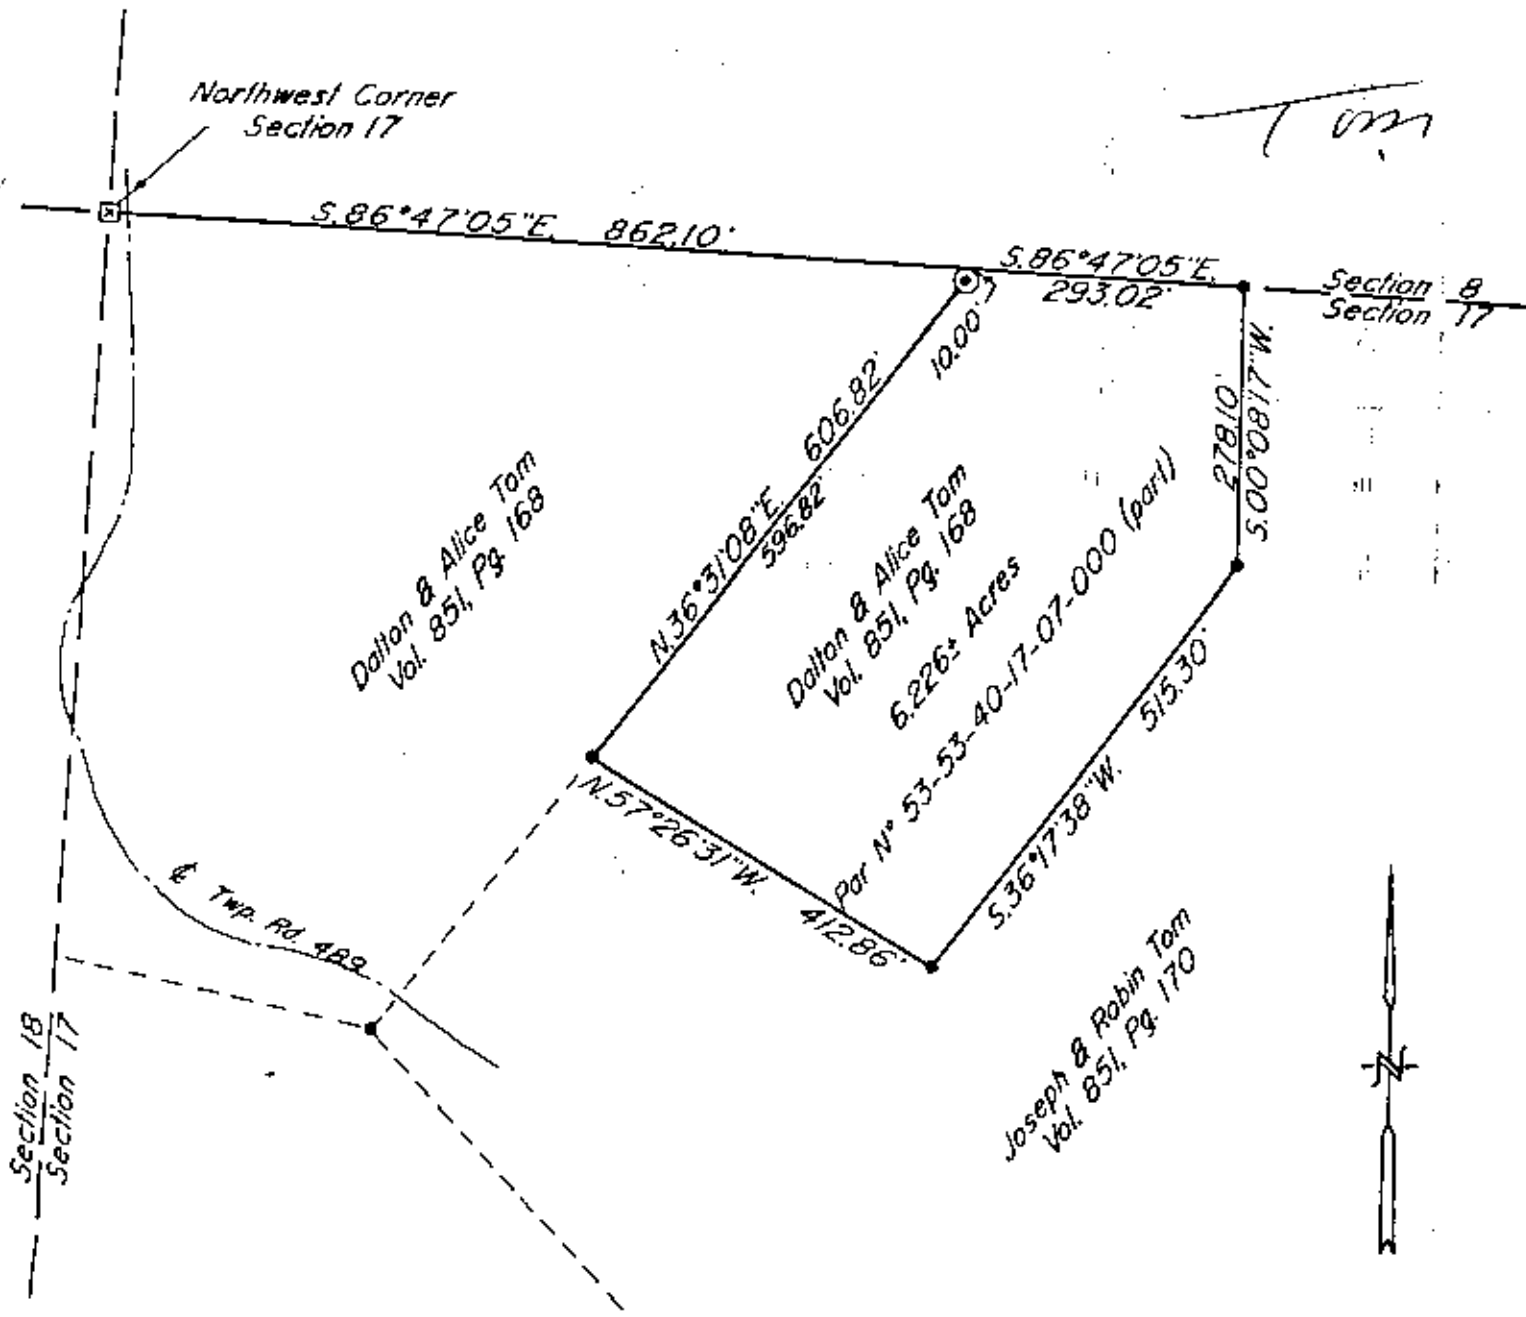 Northwest Corner
Section 17
Tom
S.86°47'05"E. 862.10'
S.86°47'05"E.
293.02'
Section 8
Section 17
10.00'
606.82'
N.36°31'08"E.
596.82'
278.10'
S.00°08'17"W.
Dalton & Alice Tom
Vol. 851, Pg. 168
Dalton & Alice Tom
Vol. 851, Pg. 168
6.226± Acres
Par N° 53-53-40-17-07-000 (part)
S.36°17'38"W. 515.30'
N.57°26'31"W. 412.86'
℄ Twp. Rd. 489
Joseph & Robin Tom
Vol. 851, Pg. 170
Section 18
Section 17
N